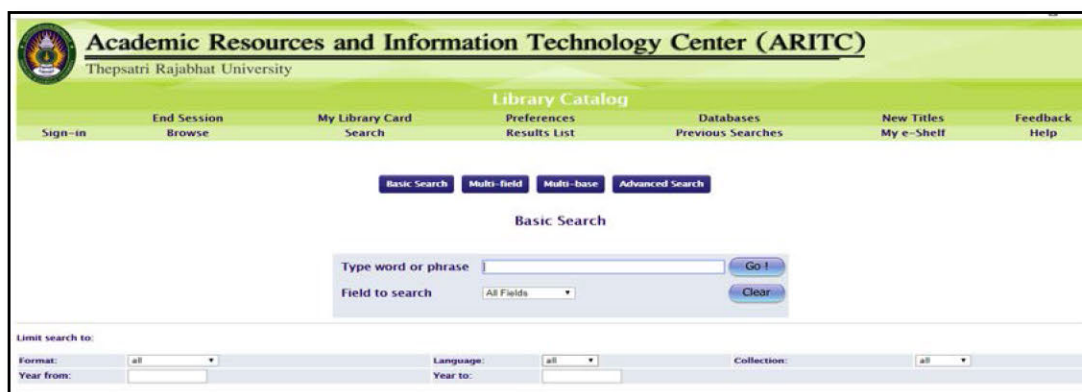 Academic Resources and Information Technology Center (ARITC)
Thepsatri Rajabhat University
Library Catalog
End Session My Library Card Preferences Databases New Titles Feedback
Sign-in Browse Search Results List Previous Searches My e-Shelf Help
Basic Search Multi-field Multi-base Advanced Search
Basic Search
Type word or phrase Go !
Field to search All Fields Clear
Limit search to:
Format: all Language: all Collection: all
Year from: Year to: